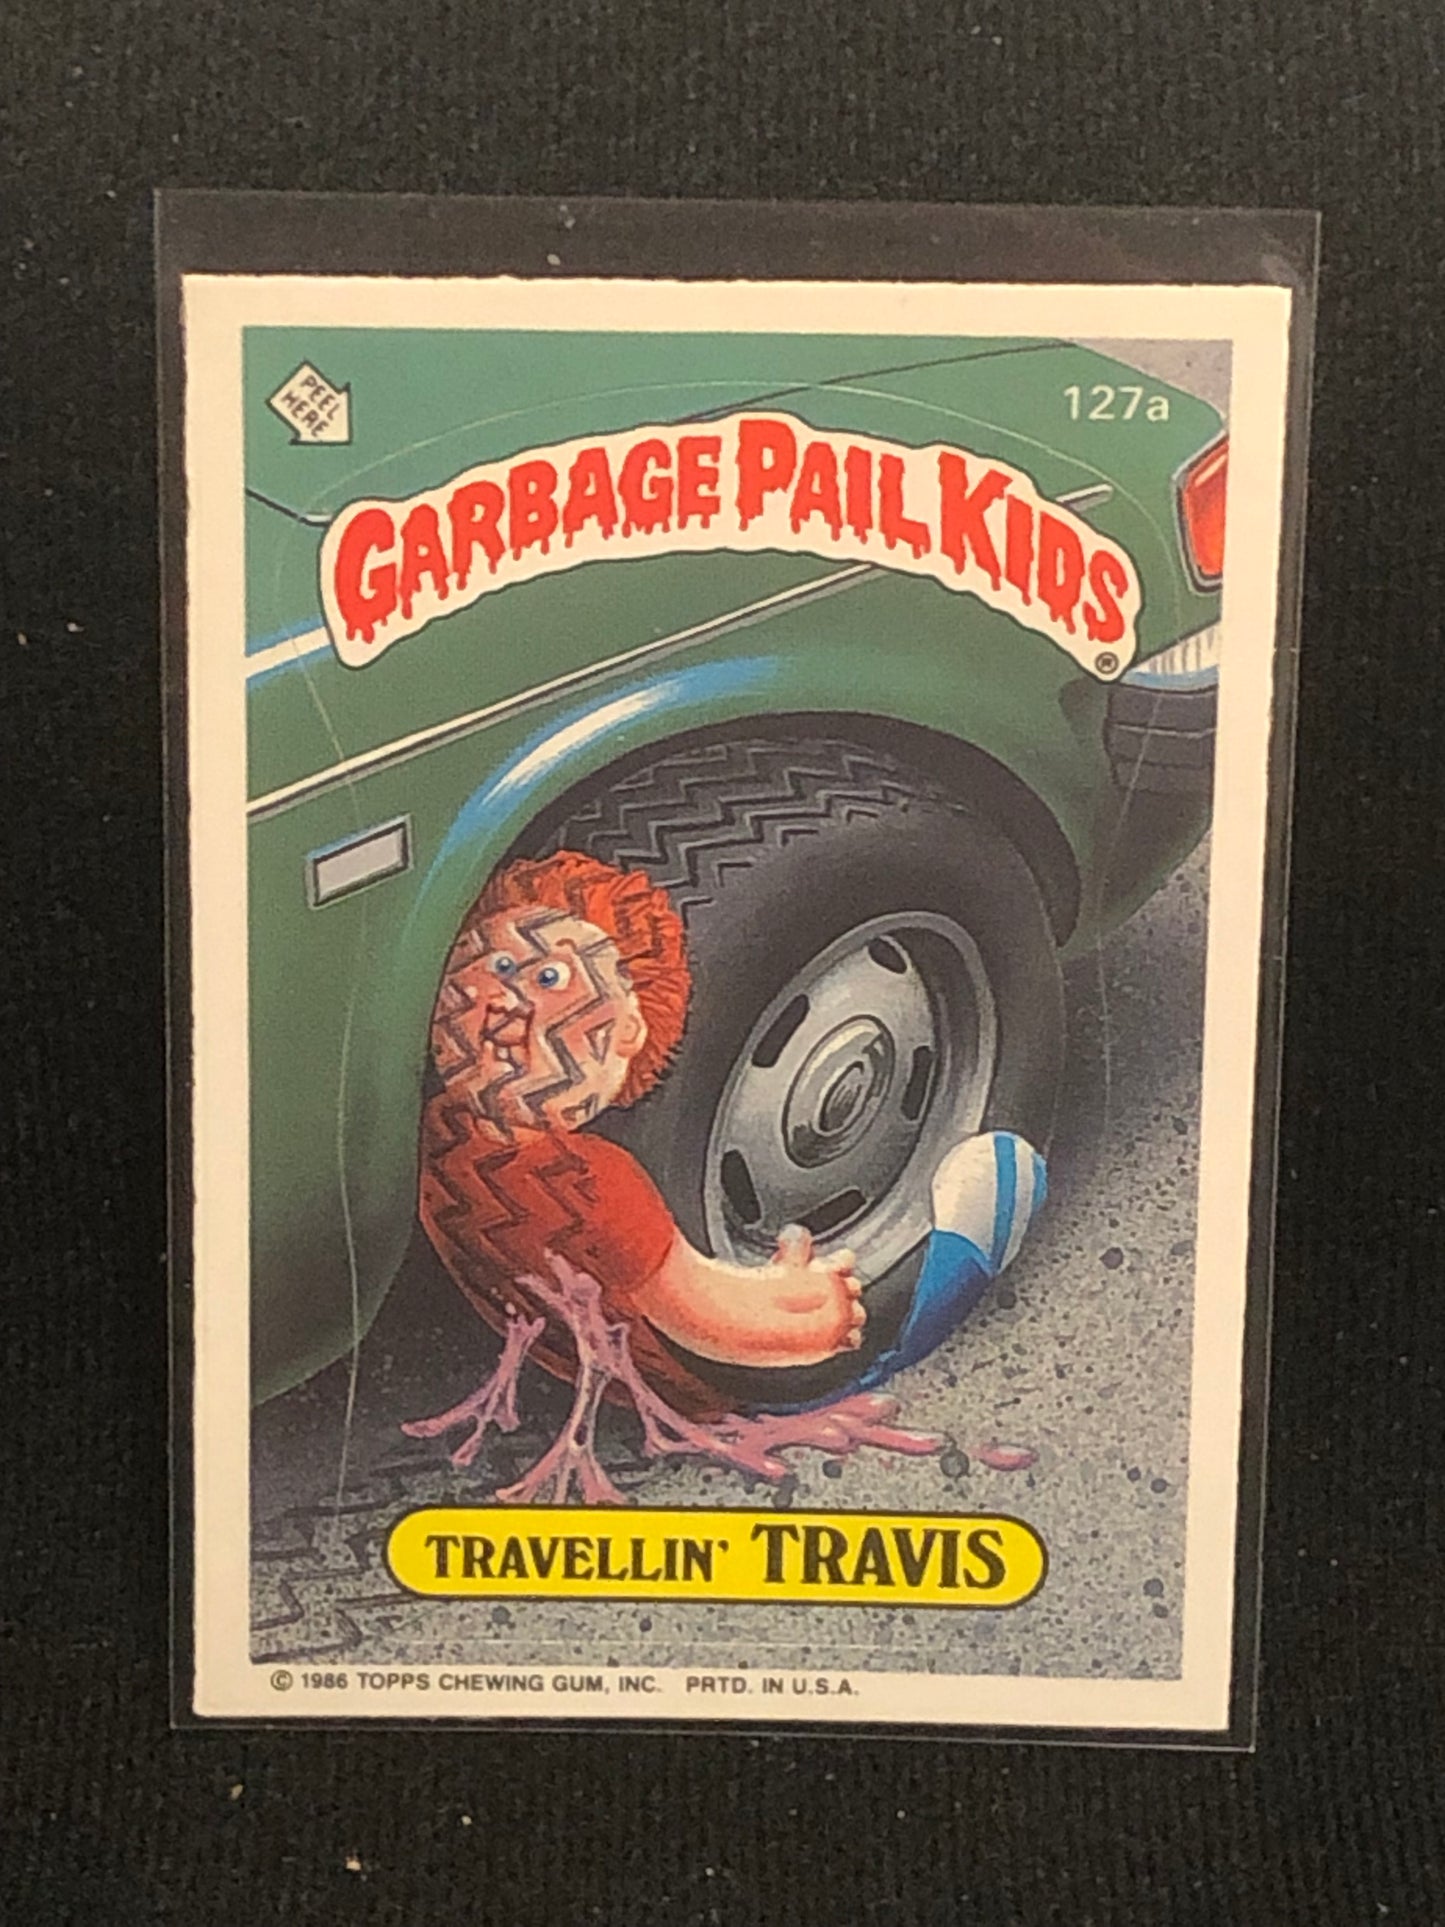 PEEL
HERE
127a
GARBAGE PAIL KIDS
®
TRAVELLIN' TRAVIS
© 1986 TOPPS CHEWING GUM, INC. PRTD. IN U.S.A.